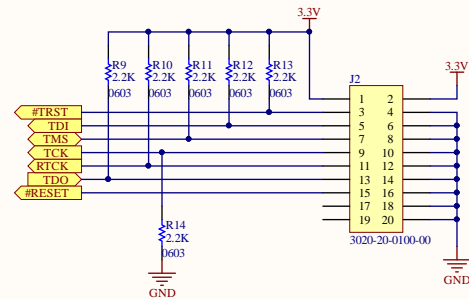 3.3V
3.3V
R9 R10 R11 R12 R13
2.2K 2.2K 2.2K 2.2K 2.2K
0603 0603 0603 0603 0603
J2
#TRST
TDI
TMS
TCK
RTCK
TDO
#RESET
1 2
3 4
5 6
7 8
9 10
11 12
13 14
15 16
17 18
19 20
3020-20-0100-00
R14
2.2K
0603
GND
GND